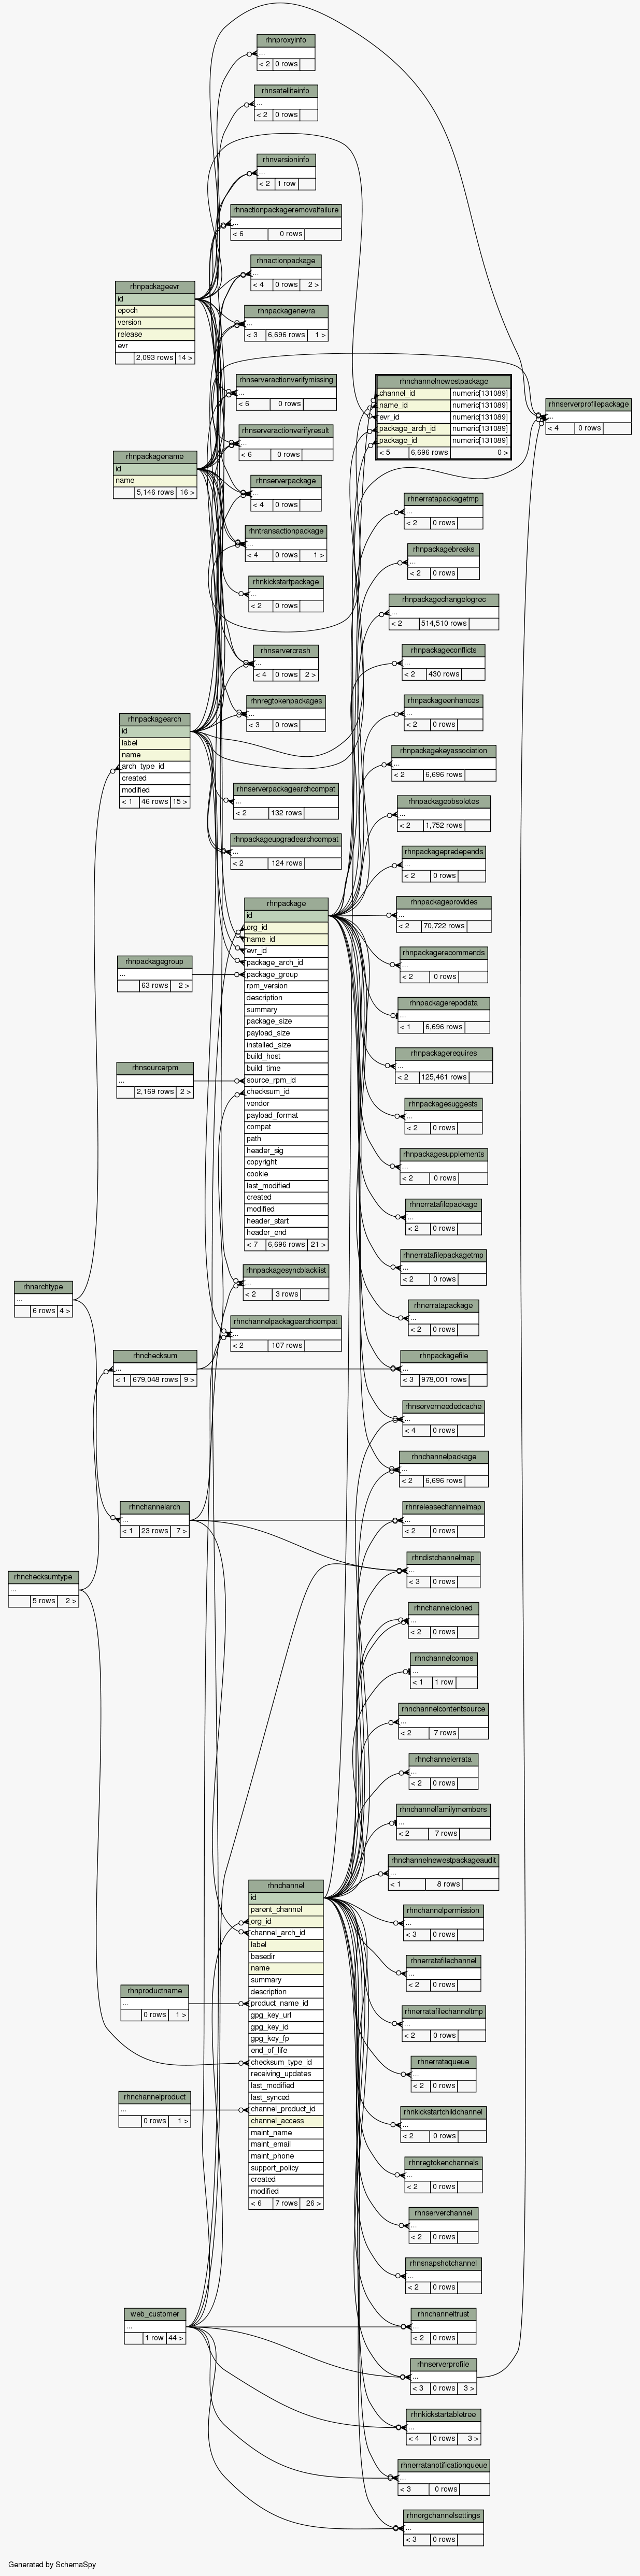 rhnproxyinfo
...
< 2 0 rows
rhnsatelliteinfo
...
< 2 0 rows
rhnversioninfo
...
< 2 1 row
rhnactionpackageremovalfailure
...
< 6 0 rows
rhnactionpackage
...
< 4 0 rows 2 >
rhnpackageevr
id
epoch
version
release
evr
2,093 rows 14 >
rhnpackagenevra
...
< 3 6,696 rows 1 >
rhnserveractionverifymissing
...
< 6 0 rows
rhnchannelnewestpackage
channel_id numeric[131089]
name_id numeric[131089]
evr_id numeric[131089]
package_arch_id numeric[131089]
package_id numeric[131089]
< 5 6,696 rows 0 >
rhnserverprofilepackage
...
< 4 0 rows
rhnserveractionverifyresult
...
< 6 0 rows
rhnpackagename
id
name
5,146 rows 16 >
rhnserverpackage
...
< 4 0 rows
rhnerratapackagetmp
...
< 2 0 rows
rhntransactionpackage
...
< 4 0 rows 1 >
rhnpackagebreaks
...
< 2 0 rows
rhnkickstartpackage
...
< 2 0 rows
rhnpackagechangelogrec
...
< 2 514,510 rows
rhnservercrash
...
< 4 0 rows 2 >
rhnpackageconflicts
...
< 2 430 rows
rhnregtokenpackages
...
< 3 0 rows
rhnpackageenhances
...
< 2 0 rows
rhnpackagearch
id
label
name
arch_type_id
created
modified
< 1 46 rows 15 >
rhnpackagekeyassociation
...
< 2 6,696 rows
rhnserverpackagearchcompat
...
< 2 132 rows
rhnpackageobsoletes
...
< 2 1,752 rows
rhnpackageupgradearchcompat
...
< 2 124 rows
rhnpackagepredepends
...
< 2 0 rows
rhnpackage
id
org_id
name_id
evr_id
package_arch_id
package_group
rpm_version
description
summary
package_size
payload_size
installed_size
build_host
build_time
source_rpm_id
checksum_id
vendor
payload_format
compat
path
header_sig
copyright
cookie
last_modified
created
modified
header_start
header_end
< 7 6,696 rows 21 >
rhnpackageprovides
...
< 2 70,722 rows
rhnpackagegroup
...
63 rows 2 >
rhnpackagerecommends
...
< 2 0 rows
rhnpackagerepodata
...
< 1 6,696 rows
rhnsourcerpm
...
2,169 rows 2 >
rhnpackagerequires
...
< 2 125,461 rows
rhnpackagesuggests
...
< 2 0 rows
rhnpackagesupplements
...
< 2 0 rows
rhnerratafilepackage
...
< 2 0 rows
rhnerratafilepackagetmp
...
< 2 0 rows
rhnpackagesyncblacklist
...
< 2 3 rows
rhnarchtype
...
6 rows 4 >
rhnerratapackage
...
< 2 0 rows
rhnchannelpackagearchcompat
...
< 2 107 rows
rhnchecksum
...
< 1 679,048 rows 9 >
rhnpackagefile
...
< 3 978,001 rows
rhnserverneededcache
...
< 4 0 rows
rhnchannelpackage
...
< 2 6,696 rows
rhnchannelarch
...
< 1 23 rows 7 >
rhnreleasechannelmap
...
< 2 0 rows
rhndistchannelmap
...
< 3 0 rows
rhnchecksumtype
...
5 rows 2 >
rhnchannelcloned
...
< 2 0 rows
rhnchannelcomps
...
< 1 1 row
rhnchannelcontentsource
...
< 2 7 rows
rhnchannelerrata
...
< 2 0 rows
rhnchannelfamilymembers
...
< 2 7 rows
rhnchannelnewestpackageaudit
...
< 1 8 rows
rhnchannel
id
parent_channel
org_id
channel_arch_id
label
basedir
name
summary
description
product_name_id
gpg_key_url
gpg_key_id
gpg_key_fp
end_of_life
checksum_type_id
receiving_updates
last_modified
last_synced
channel_product_id
channel_access
maint_name
maint_email
maint_phone
support_policy
created
modified
< 6 7 rows 26 >
rhnchannelpermission
...
< 3 0 rows
rhnerratafilechannel
...
< 2 0 rows
rhnproductname
...
0 rows 1 >
rhnerratafilechanneltmp
...
< 2 0 rows
rhnerrataqueue
...
< 2 0 rows
rhnchannelproduct
...
0 rows 1 >
rhnkickstartchildchannel
...
< 2 0 rows
rhnregtokenchannels
...
< 2 0 rows
rhnserverchannel
...
< 2 0 rows
rhnsnapshotchannel
...
< 2 0 rows
web_customer
...
1 row 44 >
rhnchanneltrust
...
< 2 0 rows
rhnserverprofile
...
< 3 0 rows 3 >
rhnkickstartabletree
...
< 4 0 rows 3 >
rhnerratanotificationqueue
...
< 3 0 rows
rhnorgchannelsettings
...
< 3 0 rows
Generated by SchemaSpy